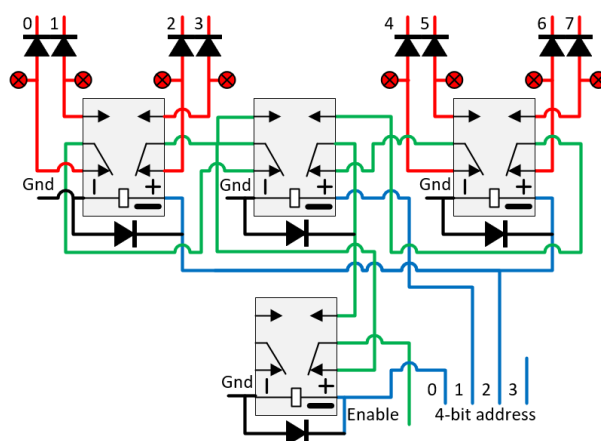 0 1 2 3 4 5 6 7
Gnd Gnd Gnd
Gnd
0 1 2 3
Enable 4-bit address